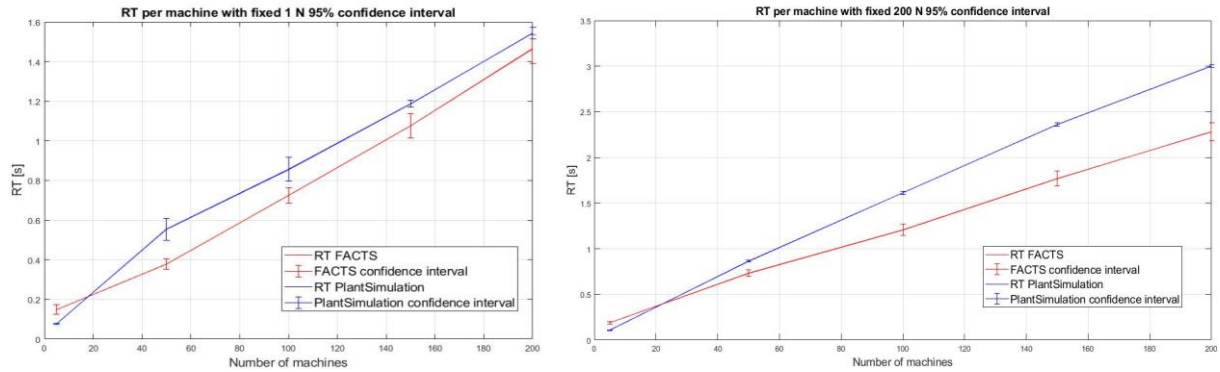 RT per machine with fixed 1 N 95% confidence interval
1.6
1.4
1.2
1
0.8
0.6
0.4
0.2
0
RT [s]
RT FACTS
FACTS confidence interval
RT PlantSimulation
PlantSimulation confidence interval
0 20 40 60 80 100 120 140 160 180 200
Number of machines
RT per machine with fixed 200 N 95% confidence interval
3.5
3
2.5
2
1.5
1
0.5
0
RT [s]
RT FACTS
FACTS confidence interval
RT PlantSimulation
PlantSimulation confidence interval
0 20 40 60 80 100 120 140 160 180 200
Number of machines